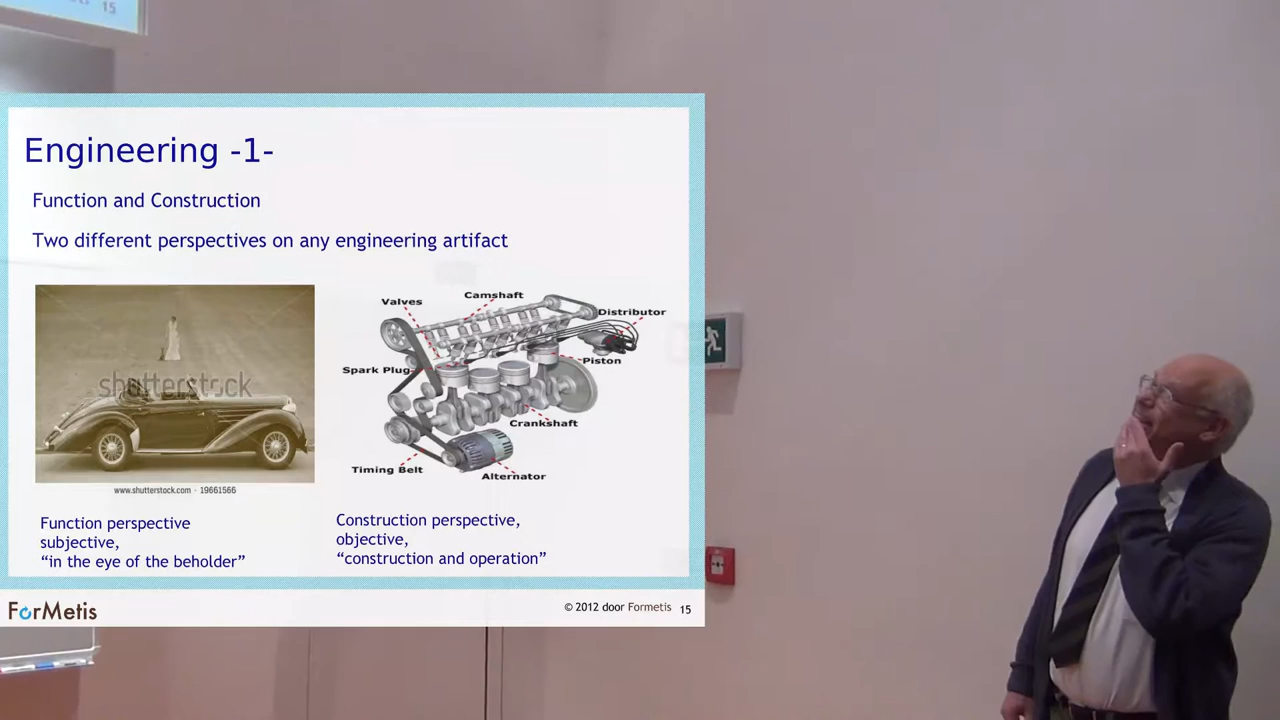 15
Engineering -1-
Function and Construction
Two different perspectives on any engineering artifact
Valves
Camshaft
Distributor
Piston
Spark Plug
Crankshaft
Timing Belt
Alternator
shutterstock
www.shutterstock.com · 19661566
Function perspective
subjective,
“in the eye of the beholder”
Construction perspective,
objective,
“construction and operation”
ForMetis
© 2012 door Formetis 15